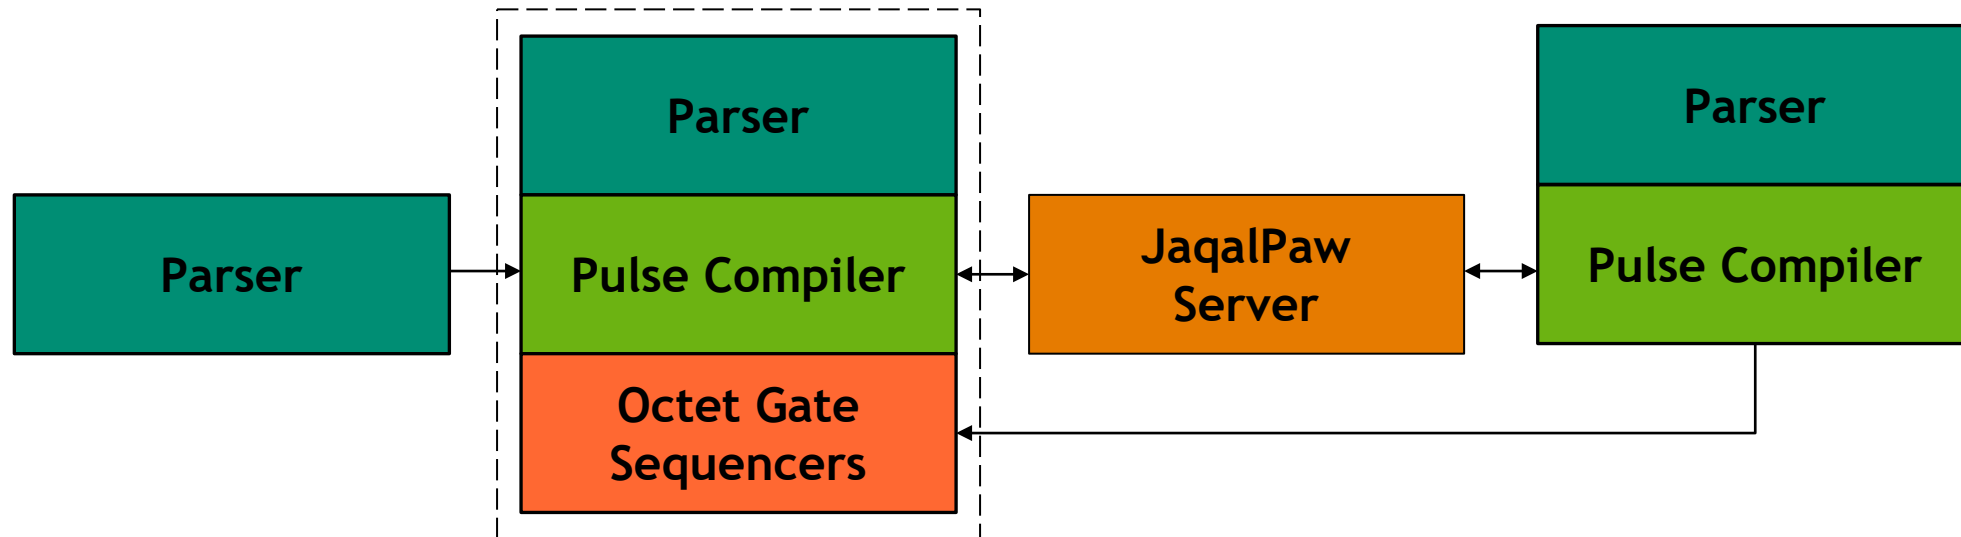 Parser
Parser
Pulse Compiler
Octet Gate
Sequencers
JaqalPaw
Server
Parser
Pulse Compiler